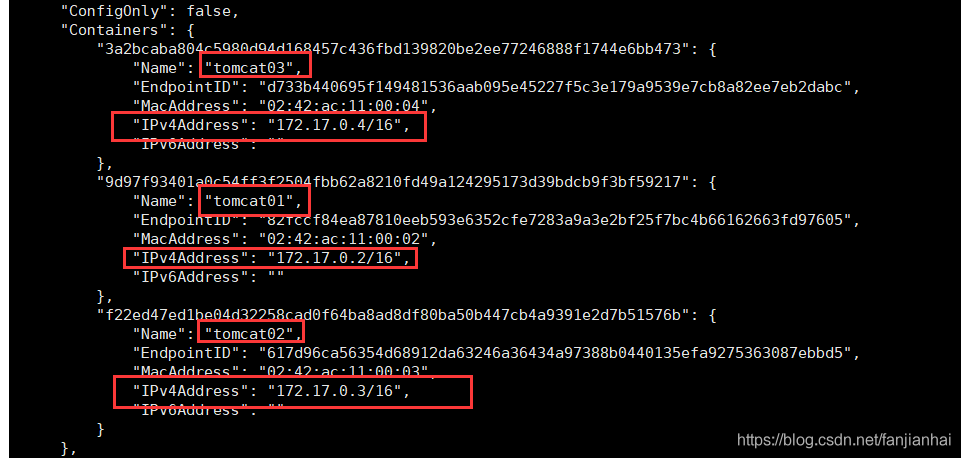 "ConfigOnly": false,
"Containers": {
"3a2bcaba804c5980d94d168457c436fbd139820be2ee77246888f1744e6bb473": {
"Name": "tomcat03",
"EndpointID": "d733b440695f149481536aab095e45227f5c3e179a9539e7cb8a82ee7eb2dabc",
"MacAddress": "02:42:ac:11:00:04",
"IPv4Address": "172.17.0.4/16",
"IPv6Address": ""
},
"9d97f93401a0c54ff3f2504fbb62a8210fd49a124295173d39bdcb9f3bf59217": {
"Name": "tomcat01",
"EndpointID": "82fccf84ea87810eeb593e6352cfe7283a9a3e2bf25f7bc4b66162663fd97605",
"MacAddress": "02:42:ac:11:00:02",
"IPv4Address": "172.17.0.2/16",
"IPv6Address": ""
},
"f22ed47ed1be04d32258cad0f64ba8ad8df80ba50b447cb4a9391e2d7b51576b": {
"Name": "tomcat02",
"EndpointID": "617d96ca56354d68912da63246a36434a97388b0440135efa9275363087ebbd5",
"MacAddress": "02:42:ac:11:00:03",
"IPv4Address": "172.17.0.3/16",
"IPv6Address": ""
}
},
https://blog.csdn.net/fanjianhai